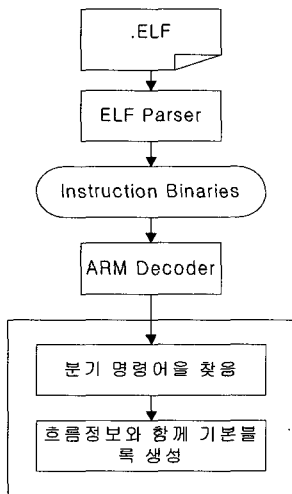 .ELF
ELF Parser
Instruction Binaries
ARM Decoder
분기 명령어을 찾음
흐름정보와 함께 기본블
록 생성